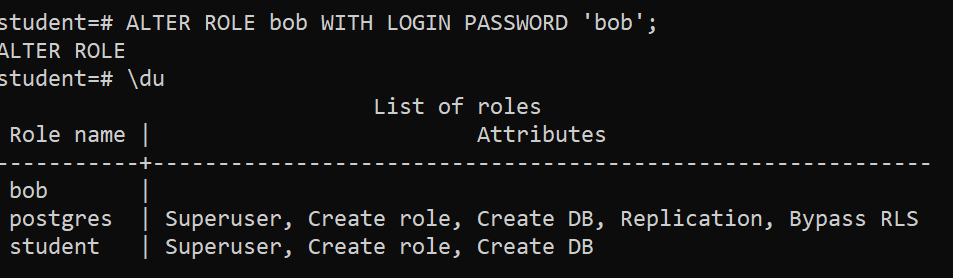 student=# ALTER ROLE bob WITH LOGIN PASSWORD 'bob';
ALTER ROLE
student=# \du
List of roles
Role name | Attributes
-----------+--------------------------------------------------------------
bob |
postgres | Superuser, Create role, Create DB, Replication, Bypass RLS
student | Superuser, Create role, Create DB